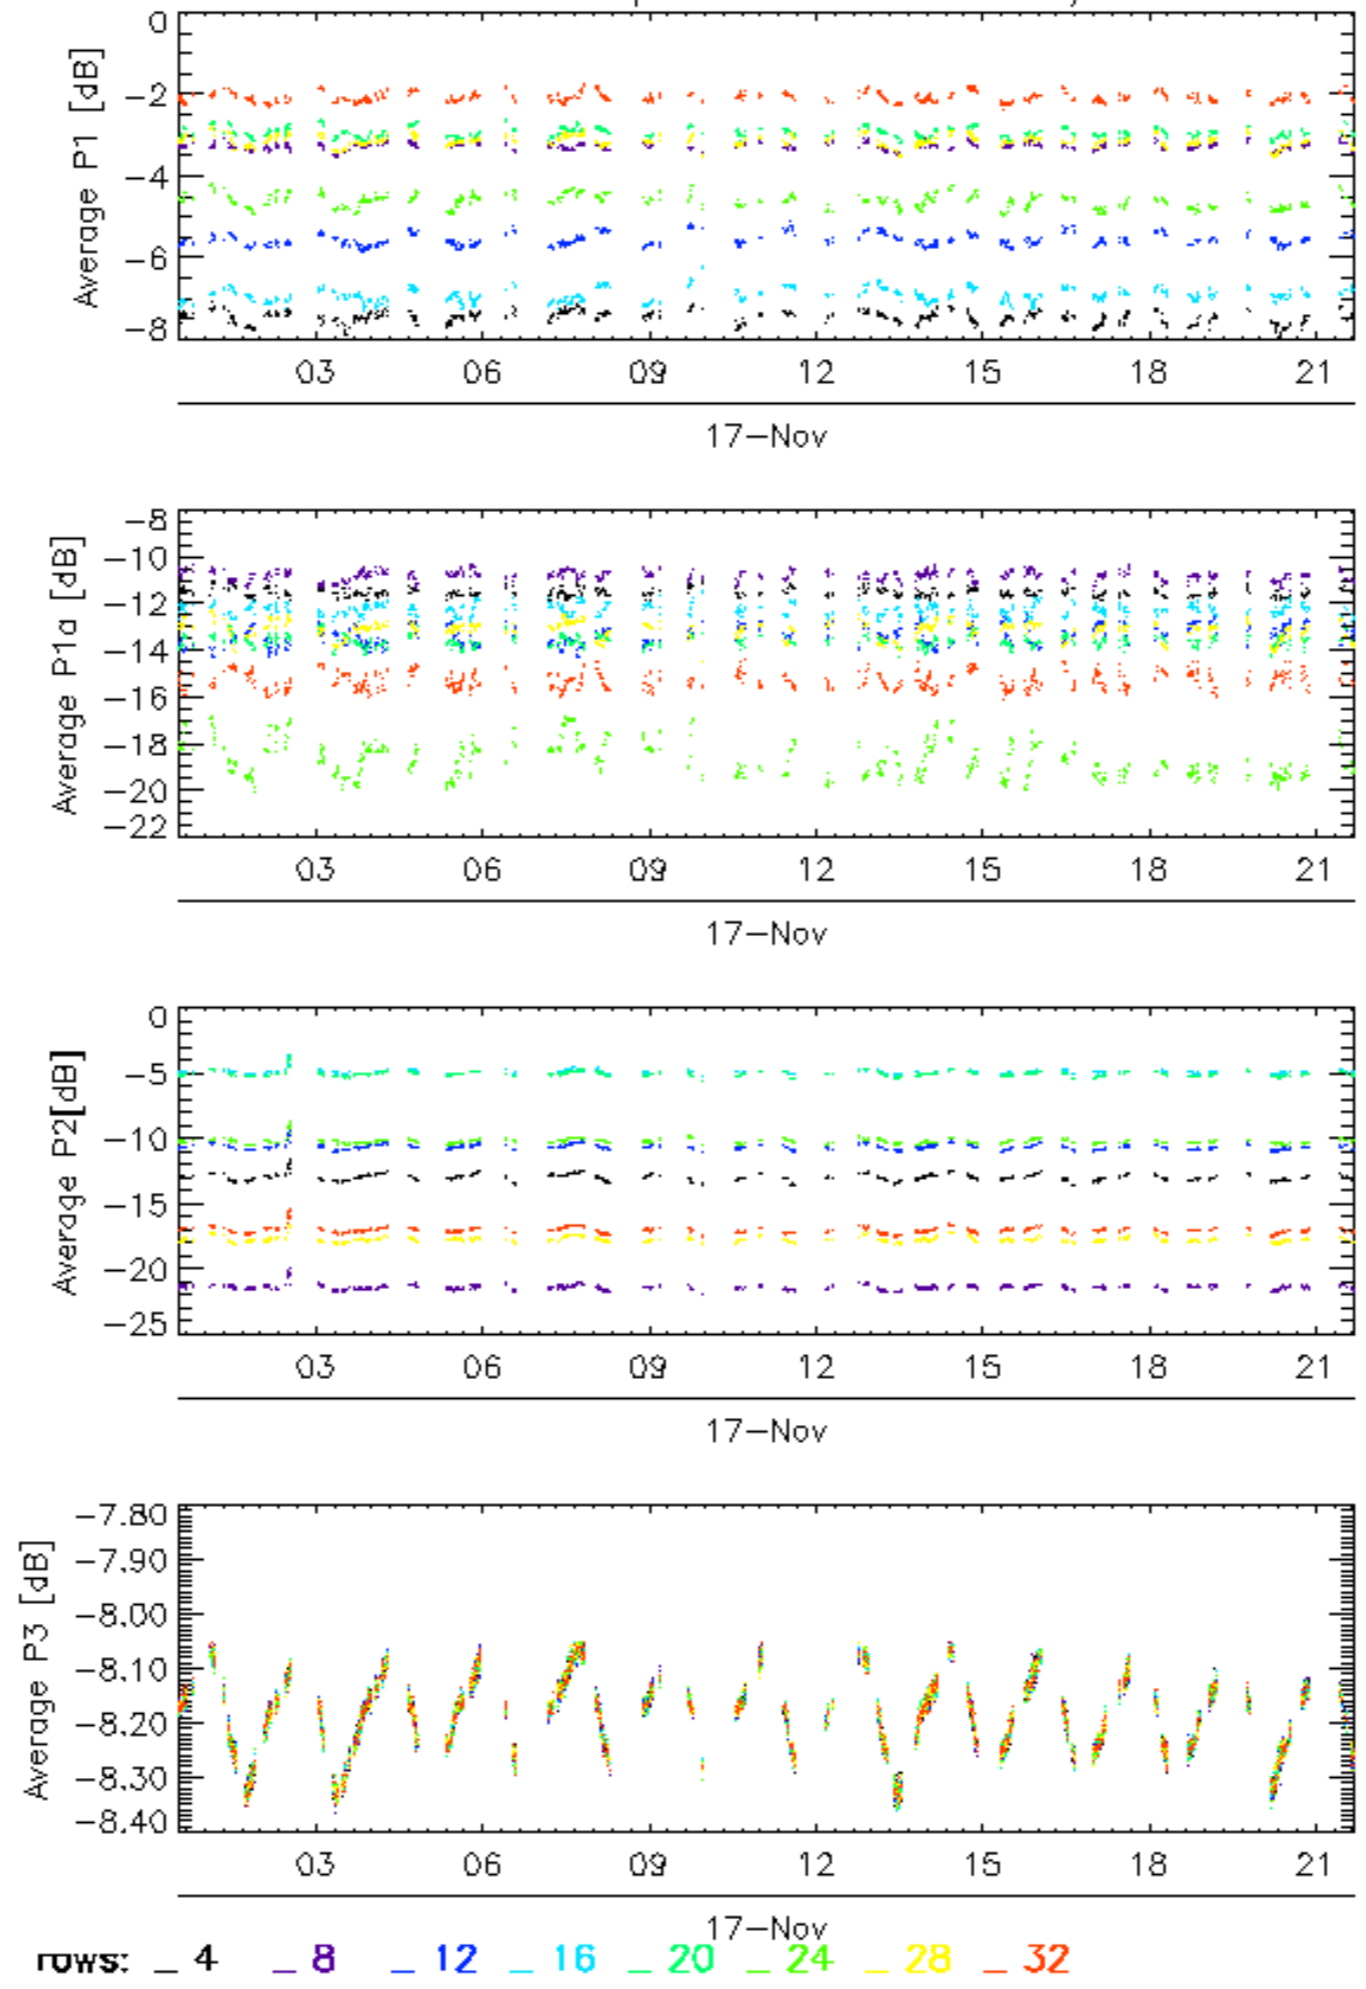 0
−2
−4
−6
−8
Average P1 [dB]
03 06 09 12 15 18 21
17−Nov
−8
−10
−12
−14
−16
−18
−20
−22
Average P1a [dB]
03 06 09 12 15 18 21
17−Nov
0
−5
−10
−15
−20
−25
Average P2[dB]
03 06 09 12 15 18 21
17−Nov
−7.80
−7.90
−8.00
−8.10
−8.20
−8.30
−8.40
Average P3 [dB]
03 06 09 12 15 18 21
17−Nov
rows: _ 4 _ 8 _ 12 _ 16 _ 20 _ 24 _ 28 _ 32